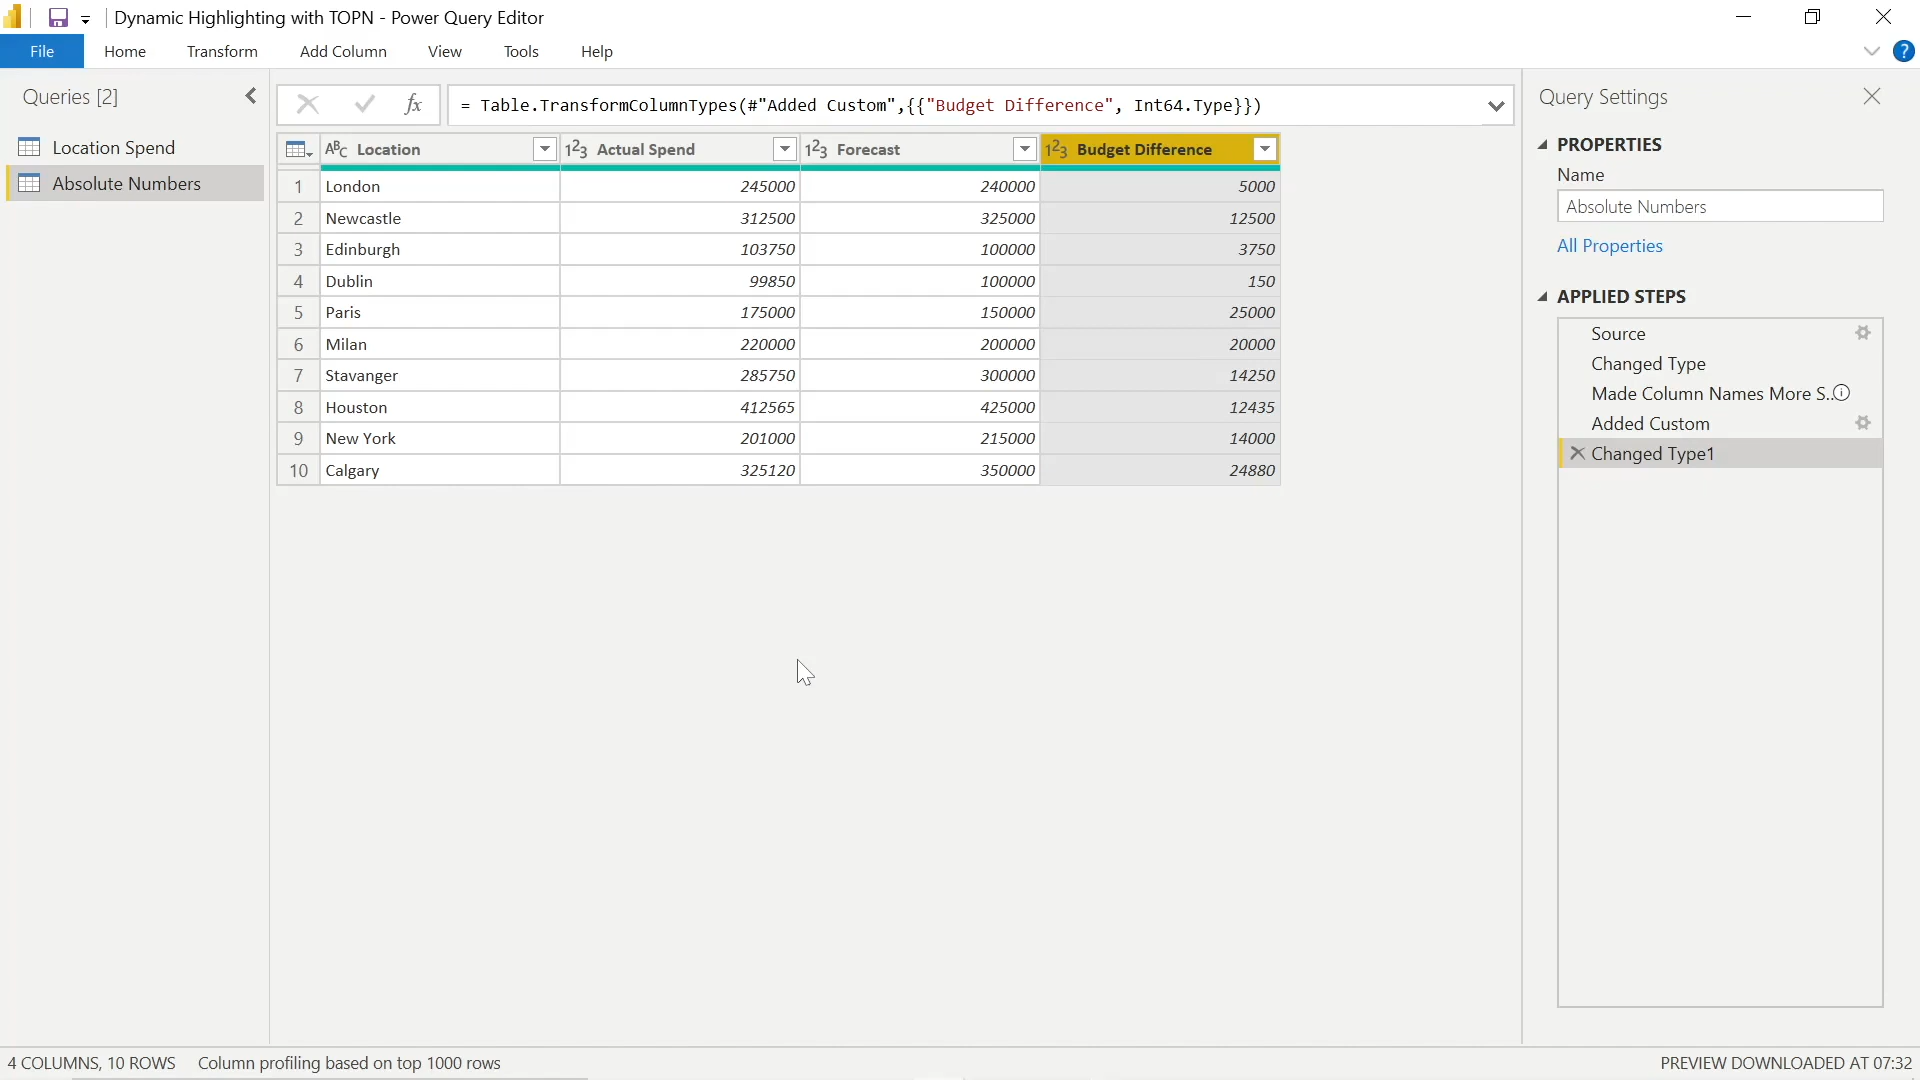 Dynamic Highlighting with TOPN - Power Query Editor
File Home Transform Add Column View Tools Help
?
Queries [2]
Location Spend
Absolute Numbers
fx = Table.TransformColumnTypes(#"Added Custom",{{"Budget Difference", Int64.Type}})
ABC Location 123 Actual Spend 123 Forecast 123 Budget Difference
1 London 245000 240000 5000
2 Newcastle 312500 325000 12500
3 Edinburgh 103750 100000 3750
4 Dublin 99850 100000 150
5 Paris 175000 150000 25000
6 Milan 220000 200000 20000
7 Stavanger 285750 300000 14250
8 Houston 412565 425000 12435
9 New York 201000 215000 14000
10 Calgary 325120 350000 24880
Query Settings
PROPERTIES
Name
Absolute Numbers
All Properties
APPLIED STEPS
Source
Changed Type
Made Column Names More S...
Added Custom
Changed Type1
4 COLUMNS, 10 ROWS Column profiling based on top 1000 rows
PREVIEW DOWNLOADED AT 07:32